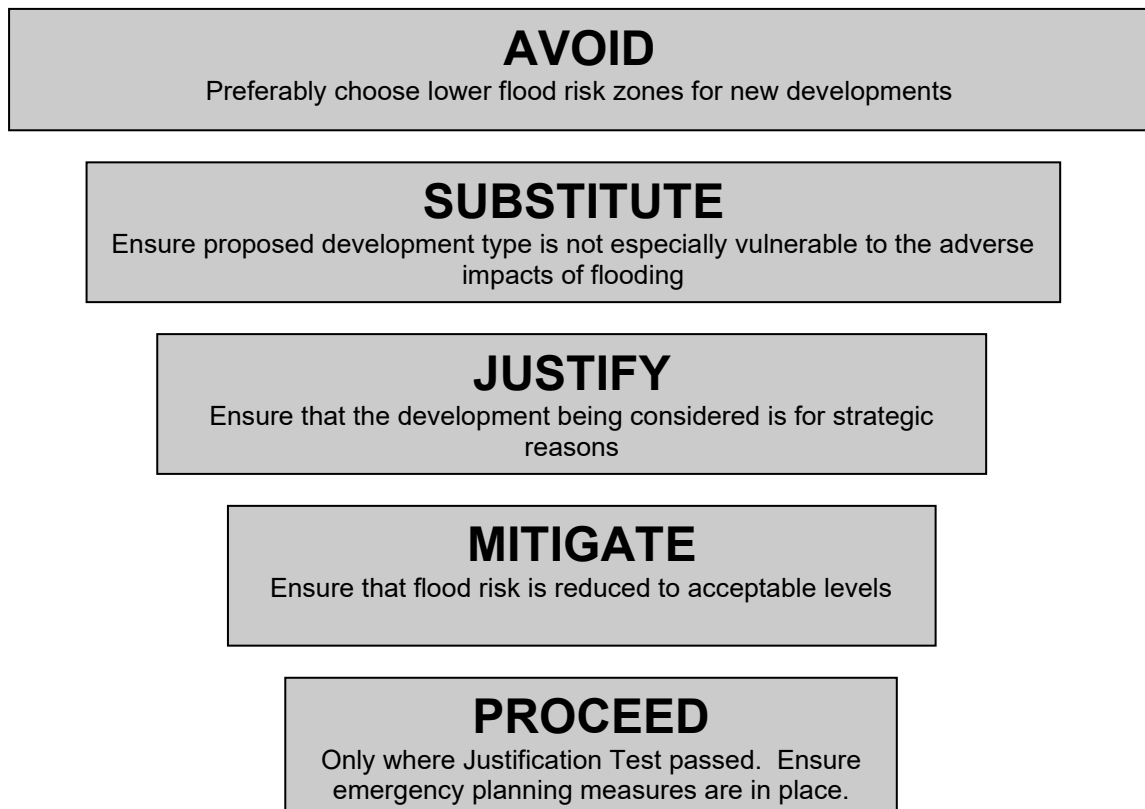 AVOID
Preferably choose lower flood risk zones for new developments
SUBSTITUTE
Ensure proposed development type is not especially vulnerable to the adverse
impacts of flooding
JUSTIFY
Ensure that the development being considered is for strategic
reasons
MITIGATE
Ensure that flood risk is reduced to acceptable levels
PROCEED
Only where Justification Test passed.  Ensure
emergency planning measures are in place.